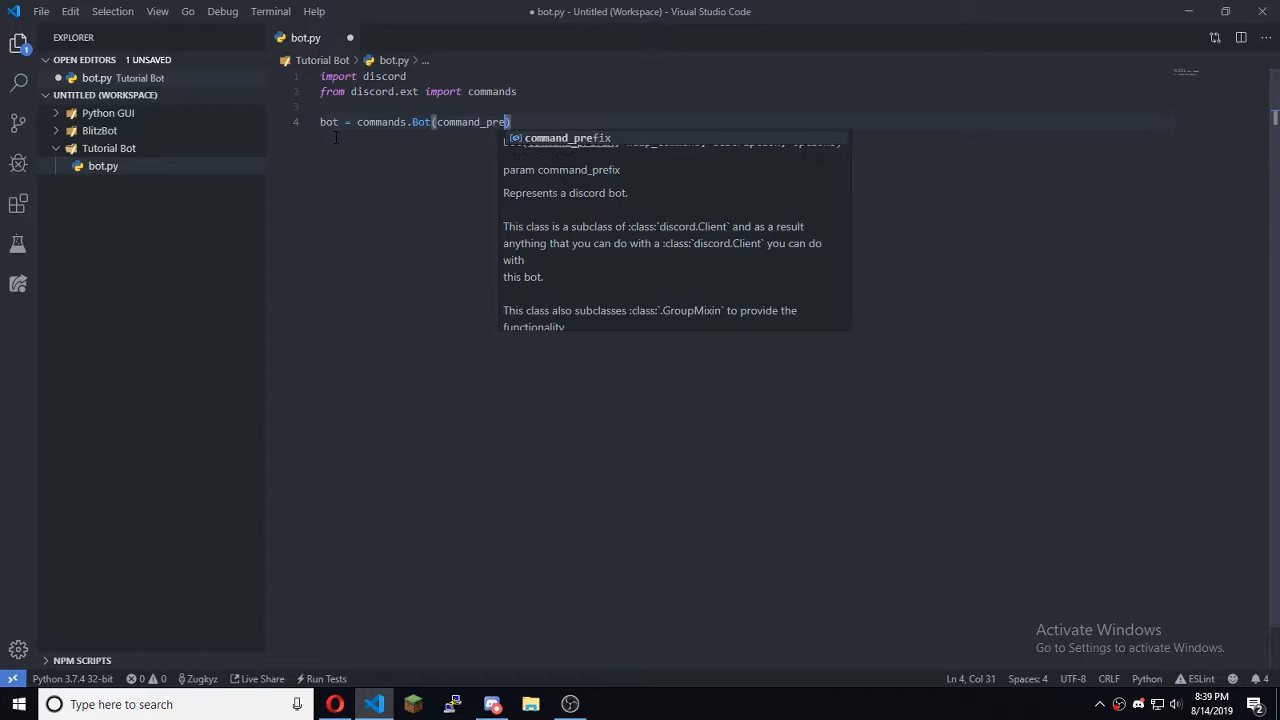 File Edit Selection View Go Debug Terminal Help
● bot.py - Untitled (Workspace) - Visual Studio Code
EXPLORER
bot.py ●
OPEN EDITORS 1 UNSAVED
● bot.py Tutorial Bot
UNTITLED (WORKSPACE)
Python GUI
BlitzBot
Tutorial Bot
bot.py
Tutorial Bot > bot.py > ...
1 import discord
2 from discord.ext import commands
3
4 bot = commands.Bot(command_pre)
command_prefix
param command_prefix
Represents a discord bot.
This class is a subclass of :class:`discord.Client` and as a result
anything that you can do with a :class:`discord.Client` you can do
with
this bot.
This class also subclasses :class:`.GroupMixin` to provide the
functionality
Activate Windows
Go to Settings to activate Windows.
NPM SCRIPTS
Python 3.7.4 32-bit 0 0 Zugkyz Live Share Run Tests Ln 4, Col 31 Spaces: 4 UTF-8 CRLF Python ESLint 4
Type here to search
8:39 PM
8/14/2019
2
1